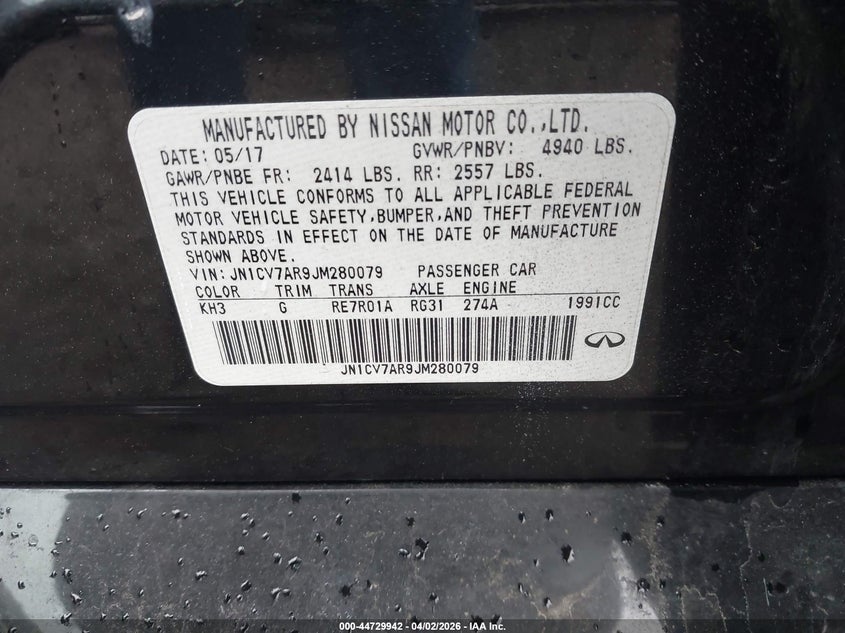 MANUFACTURED BY NISSAN MOTOR CO.,LTD.
DATE: 05/17 GVWR/PNBV: 4940 LBS.
GAWR/PNBE FR: 2414 LBS. RR: 2557 LBS.
THIS VEHICLE CONFORMS TO ALL APPLICABLE FEDERAL
MOTOR VEHICLE SAFETY,BUMPER,AND THEFT PREVENTION
STANDARDS IN EFFECT ON THE DATE OF MANUFACTURE
SHOWN ABOVE.
VIN: JN1CV7AR9JM280079 PASSENGER CAR
COLOR TRIM TRANS AXLE ENGINE
KH3 G RE7R01A RG31 274A 1991CC
JN1CV7AR9JM280079
000-44729942 - 04/02/2026 - IAA Inc.